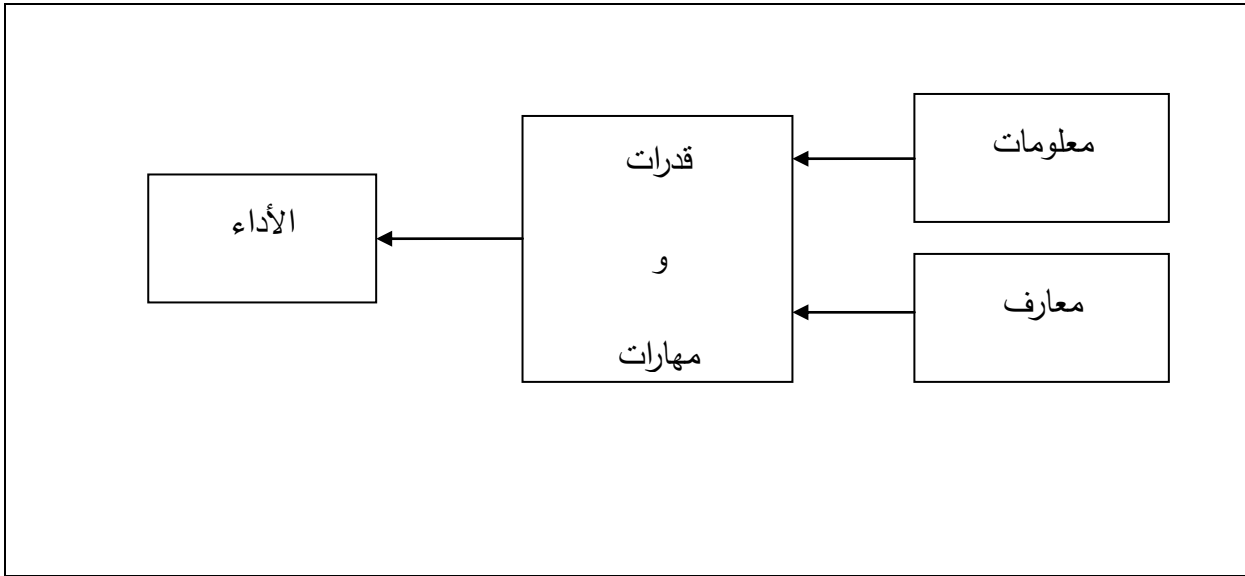 معلومات
معارف
قدرات
و
مهارات
الأداء